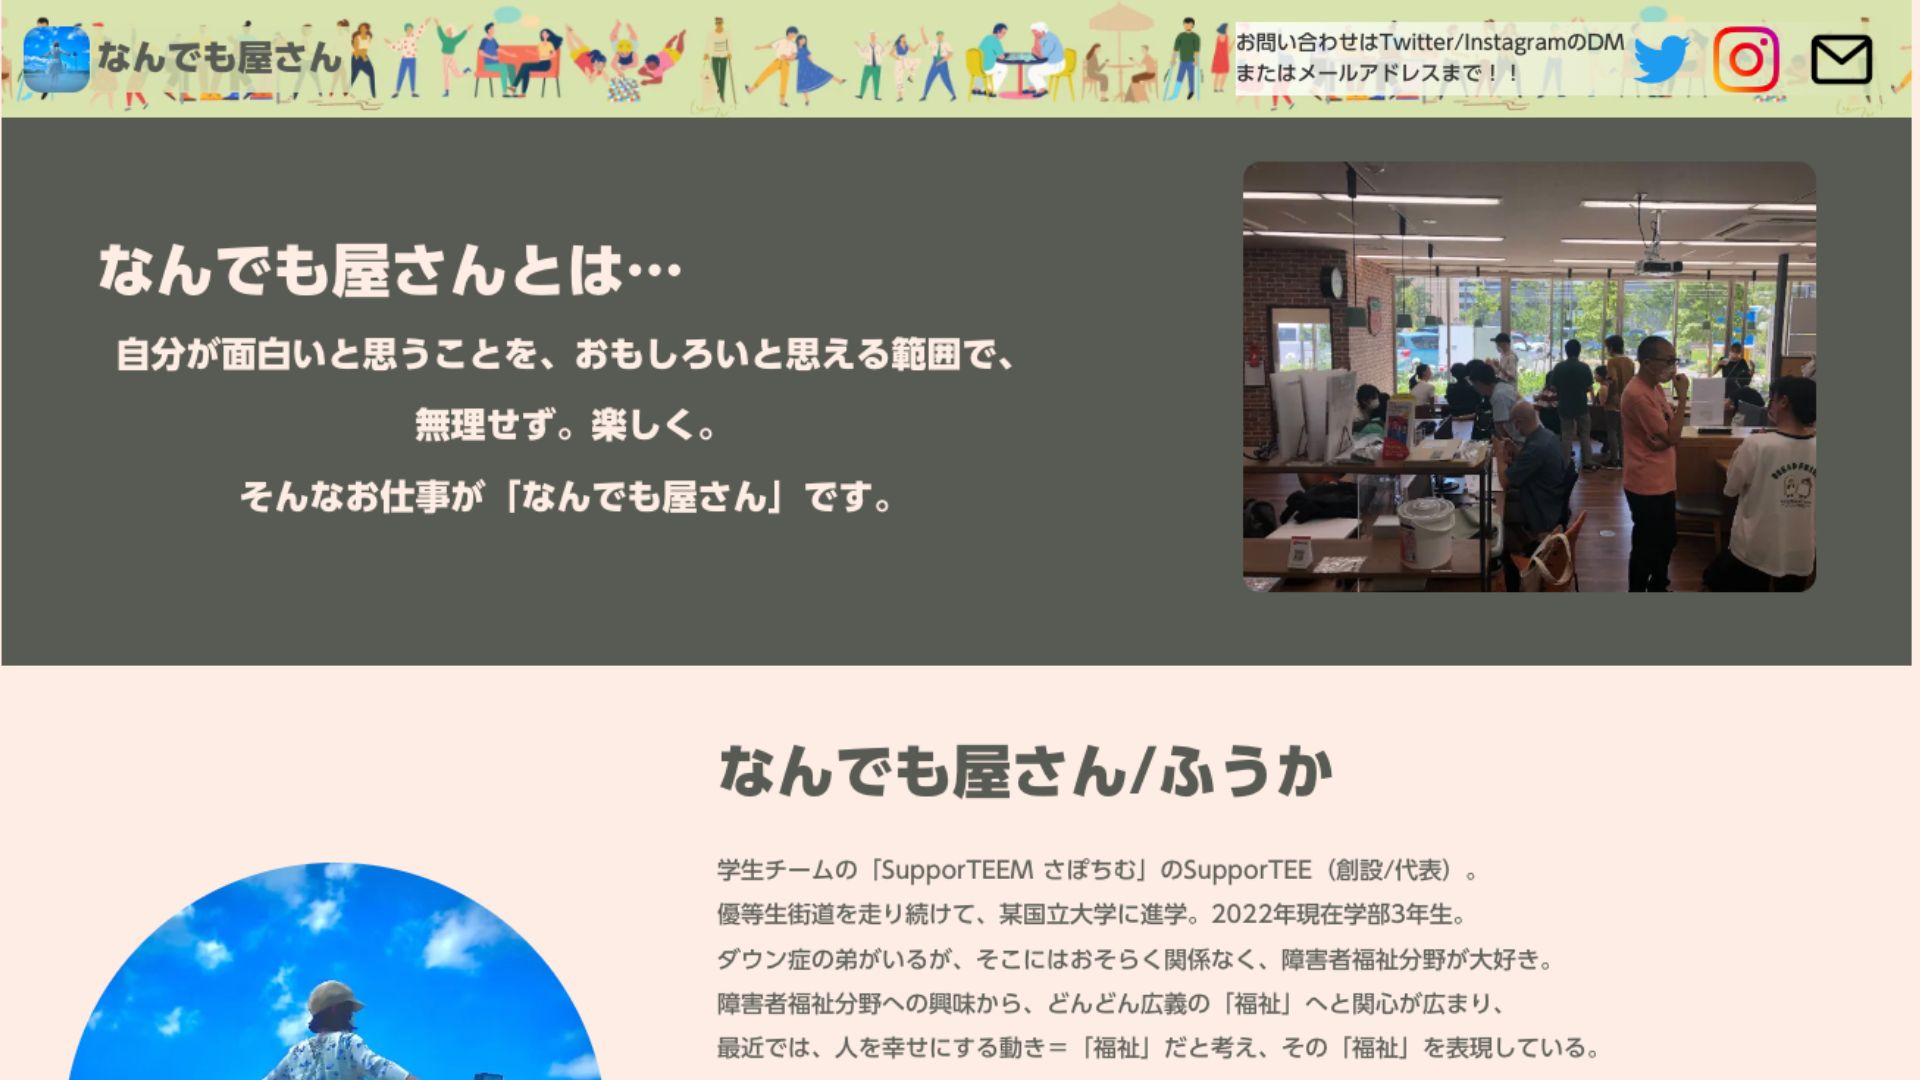 なんでも屋さん
お問い合わせはTwitter/InstagramのDM
またはメールアドレスまで！！
なんでも屋さんとは…
自分が面白いと思うことを、おもしろいと思える範囲で、
無理せず。楽しく。
そんなお仕事が「なんでも屋さん」です。
なんでも屋さん/ふうか
学生チームの「SupporTEEM さぽちむ」のSupporTEE（創設/代表）。
優等生街道を走り続けて、某国立大学に進学。2022年現在学部3年生。
ダウン症の弟がいるが、そこにはおそらく関係なく、障害者福祉分野が大好き。
障害者福祉分野への興味から、どんどん広義の「福祉」へと関心が広まり、
最近では、人を幸せにする動き＝「福祉」だと考え、その「福祉」を表現している。